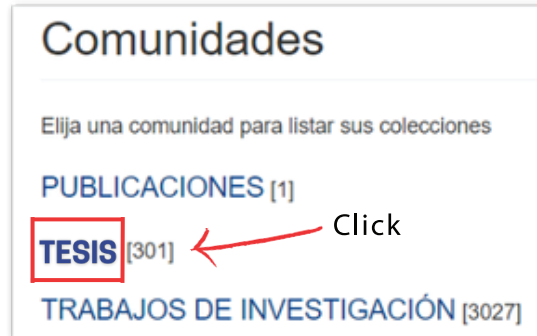 Comunidades
Elija una comunidad para listar sus colecciones
PUBLICACIONES [1]
TESIS [301] Click
TRABAJOS DE INVESTIGACIÓN [3027]